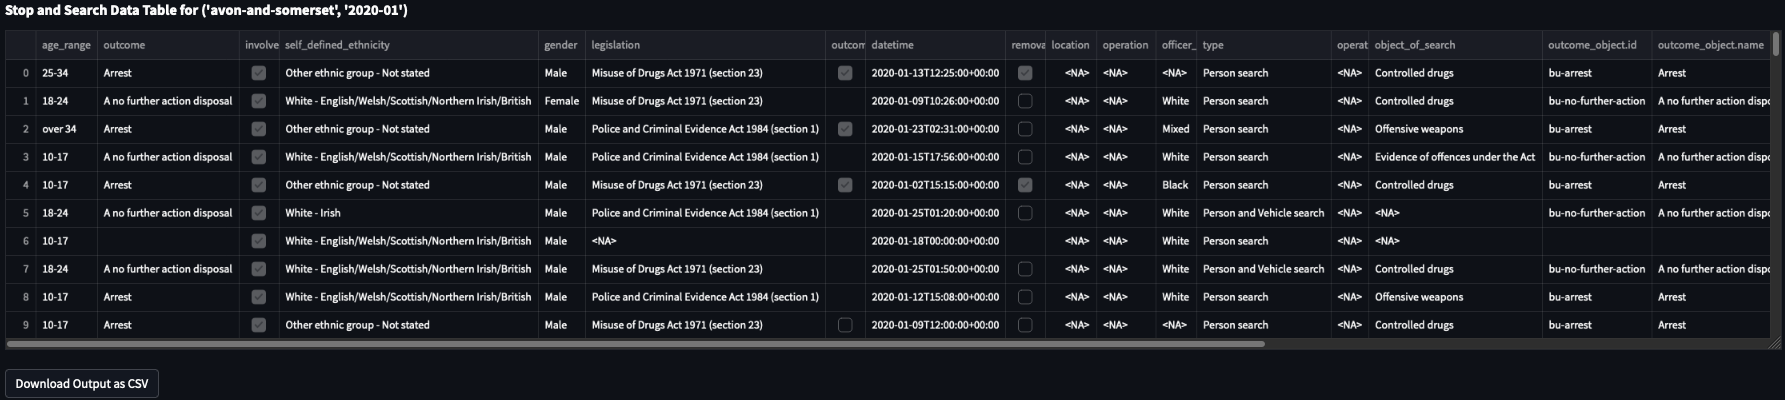 Stop and Search Data Table for ('avon-and-somerset', '2020-01')
age_range outcome involve self_defined_ethnicity gender legislation outcom datetime remova location operation officer_ type operat object_of_search outcome_object.id outcome_object.name
0 25-34 Arrest Other ethnic group - Not stated Male Misuse of Drugs Act 1971 (section 23) 2020-01-13T12:25:00+00:00 <NA> <NA> <NA> Person search <NA> Controlled drugs bu-arrest Arrest
1 18-24 A no further action disposal White - English/Welsh/Scottish/Northern Irish/British Female Misuse of Drugs Act 1971 (section 23) 2020-01-09T10:26:00+00:00 <NA> <NA> White Person search <NA> Controlled drugs bu-no-further-action A no further action dispo
2 over 34 Arrest Other ethnic group - Not stated Male Police and Criminal Evidence Act 1984 (section 1) 2020-01-23T02:31:00+00:00 <NA> <NA> Mixed Person search <NA> Offensive weapons bu-arrest Arrest
3 10-17 A no further action disposal White - English/Welsh/Scottish/Northern Irish/British Male Police and Criminal Evidence Act 1984 (section 1) 2020-01-15T17:56:00+00:00 <NA> <NA> White Person search <NA> Evidence of offences under the Act bu-no-further-action A no further action dispo
4 10-17 Arrest Other ethnic group - Not stated Male Misuse of Drugs Act 1971 (section 23) 2020-01-02T15:15:00+00:00 <NA> <NA> Black Person search <NA> Controlled drugs bu-arrest Arrest
5 18-24 A no further action disposal White - Irish Male Police and Criminal Evidence Act 1984 (section 1) 2020-01-25T01:20:00+00:00 <NA> <NA> White Person and Vehicle search <NA> <NA> bu-no-further-action A no further action dispo
6 10-17 White - English/Welsh/Scottish/Northern Irish/British Male <NA> 2020-01-18T00:00:00+00:00 <NA> <NA> White Person search <NA> <NA>
7 18-24 A no further action disposal White - English/Welsh/Scottish/Northern Irish/British Male Misuse of Drugs Act 1971 (section 23) 2020-01-25T01:50:00+00:00 <NA> <NA> White Person and Vehicle search <NA> Controlled drugs bu-no-further-action A no further action dispo
8 10-17 Arrest White - English/Welsh/Scottish/Northern Irish/British Male Police and Criminal Evidence Act 1984 (section 1) 2020-01-12T15:08:00+00:00 <NA> <NA> White Person search <NA> Offensive weapons bu-arrest Arrest
9 10-17 Arrest Other ethnic group - Not stated Male Misuse of Drugs Act 1971 (section 23) 2020-01-09T12:00:00+00:00 <NA> <NA> <NA> Person search <NA> Controlled drugs bu-arrest Arrest
Download Output as CSV